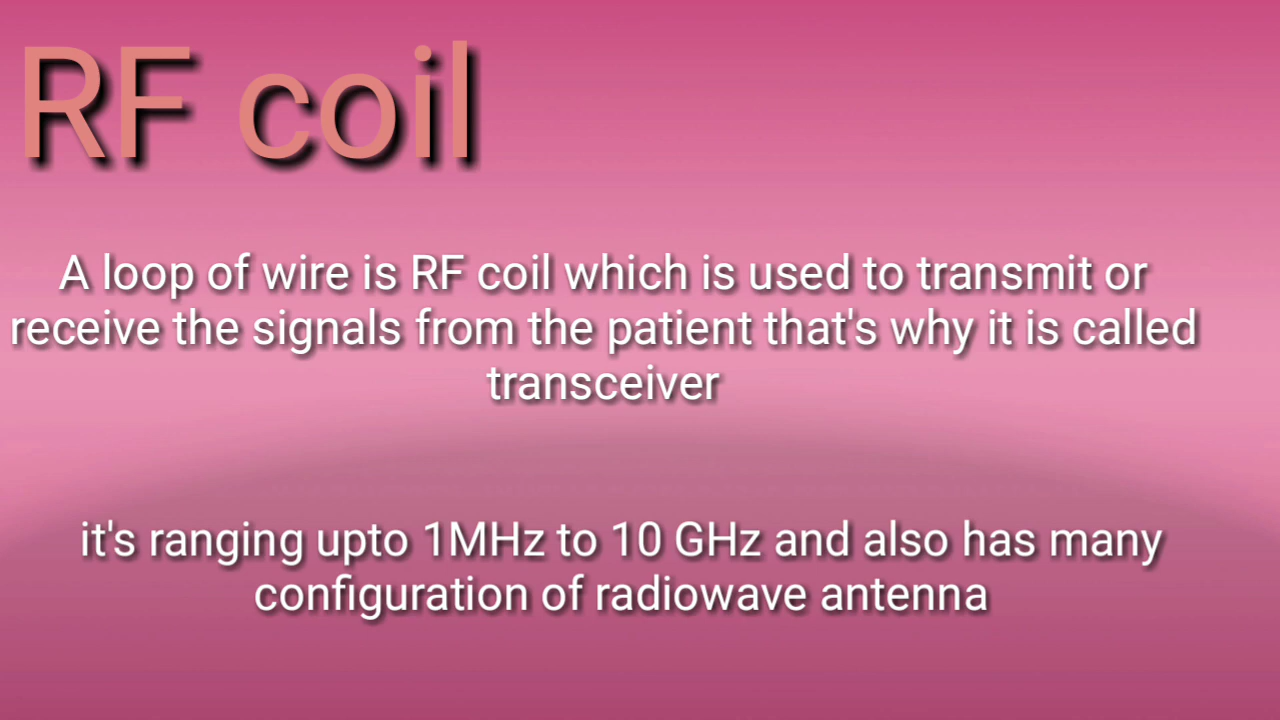 RF coil
A loop of wire is RF coil which is used to transmit or
receive the signals from the patient that's why it is called
transceiver
it's ranging upto 1MHz to 10 GHz and also has many
configuration of radiowave antenna